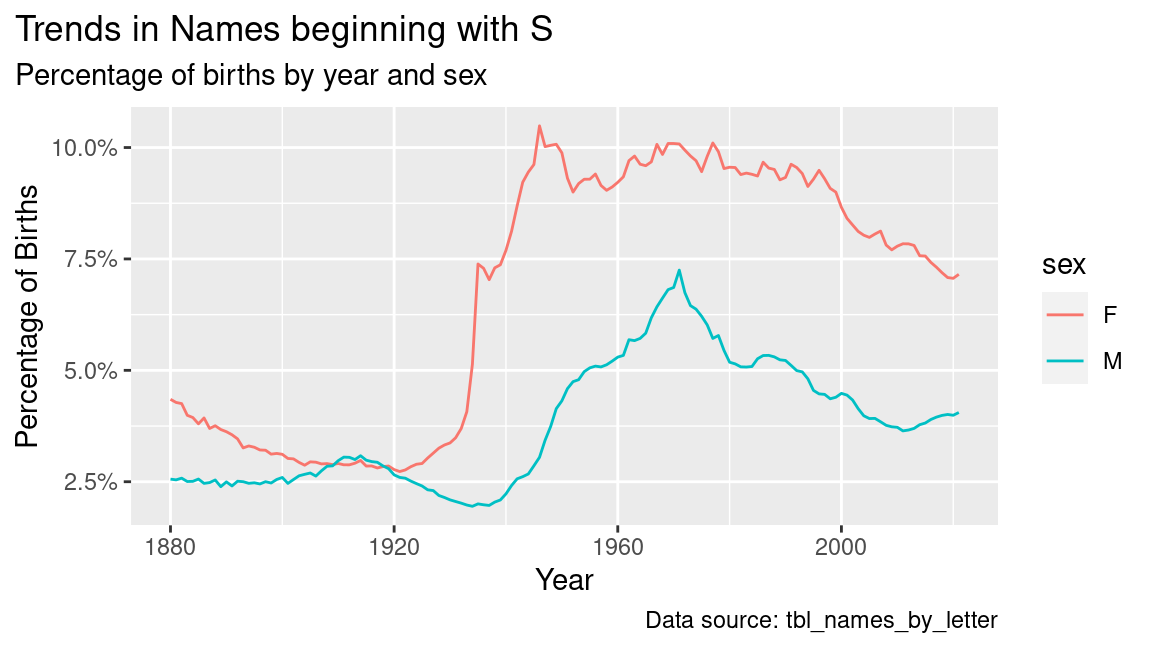 Trends in Names beginning with S
Percentage of births by year and sex
Percentage of Births
10.0%
7.5%
5.0%
2.5%
1880 1920 1960 2000
Year
sex
F
M
Data source: tbl_names_by_letter